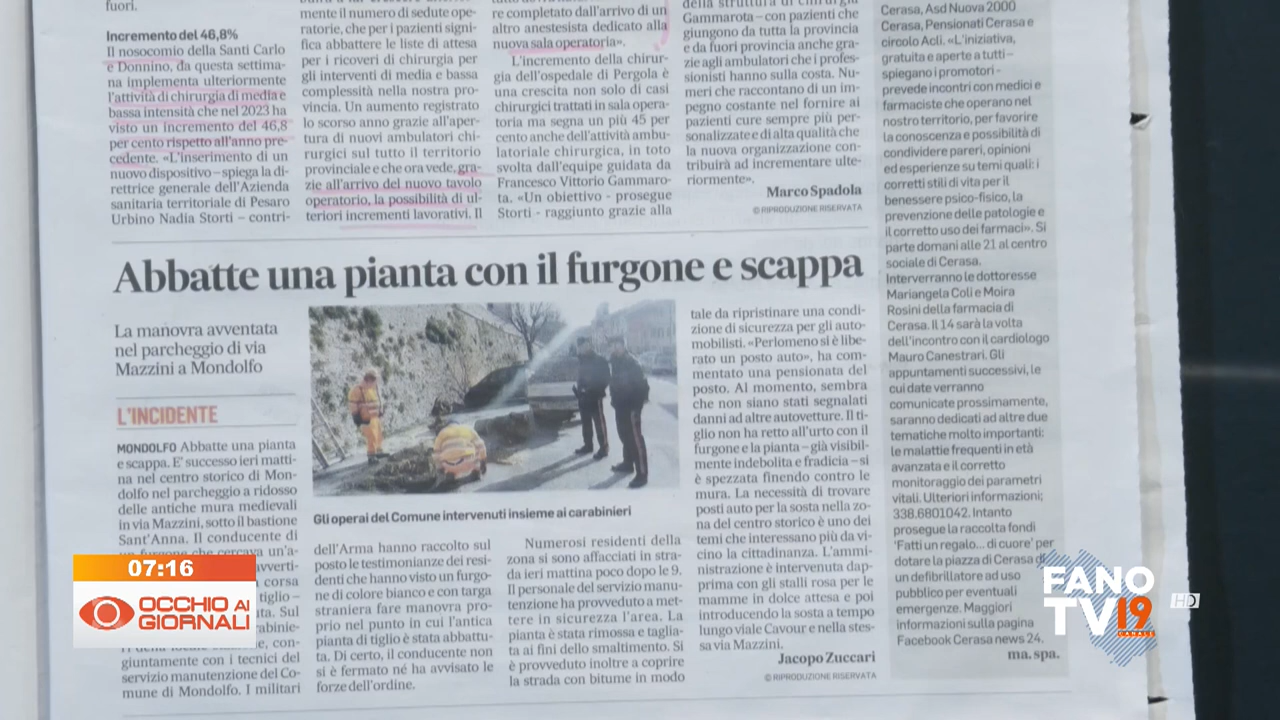 fuori.
Incremento del 46,8%
Il nosocomio della Santi Carlo
e Donnino, da questa settima-
na implementa ulteriormente
l'attività di chirurgia di media e
bassa intensità che nel 2023 ha
visto un incremento del 46,8
per cento rispetto all'anno pre-
cedente. «L'inserimento di un
nuovo dispositivo – spiega la di-
rettrice generale dell'Azienda
sanitaria territoriale di Pesaro
Urbino Nadia Storti – contri-
mente il numero di sedute ope-
ratorie, che per i pazienti signi-
fica abbattere le liste di attesa
per i ricoveri di chirurgia per
gli interventi di media e bassa
complessità nella nostra pro-
vincia. Un aumento registrato
lo scorso anno grazie all'aper-
tura di nuovi ambulatori chi-
rurgici sul tutto il territorio
provinciale e che ora vede, gra-
zie all'arrivo del nuovo tavolo
operatorio, la possibilità di ul-
teriori incrementi lavorativi. Il
re completato dall'arrivo di un
altro anestesista dedicato alla
nuova sala operatoria».
L'incremento della chirur-
gia dell'ospedale di Pergola è
una crescita non solo di casi
chirurgici trattati in sala opera-
toria ma segna un più 45 per
cento anche dell'attività ambu-
latoriale chirurgica, in toto
svolta dall'equipe guidata da
Francesco Vittorio Gammaro-
ta. «Un obiettivo - prosegue
Storti - raggiunto grazie alla
della struttura di chirurgia
Gammarota – con pazienti che
giungono da tutta la provincia
e da fuori provincia anche gra-
zie agli ambulatori che i profes-
sionisti hanno sulla costa. Nu-
meri che raccontano di un im-
pegno costante nel fornire ai
pazienti cure sempre più per-
sonalizzate e di alta qualità che
la nuova organizzazione con-
tribuirà ad incrementare ulte-
riormente».
Marco Spadola
© RIPRODUZIONE RISERVATA
Cerasa, Asd Nuova 2000
Cerasa, Pensionati Cerasa e
circolo Acli. «L'iniziativa,
gratuita e aperte a tutti –
spiegano i promotori -
prevede incontri con medici e
farmaciste che operano nel
nostro territorio, per favorire
la conoscenza e possibilità di
condividere pareri, opinioni
ed esperienze su temi quali: i
corretti stili di vita per il
benessere psico-fisico, la
prevenzione delle patologie e
il corretto uso dei farmaci». Si
parte domani alle 21 al centro
sociale di Cerasa.
Interverranno le dottoresse
Mariangela Coli e Moira
Rosini della farmacia di
Cerasa. Il 14 sarà la volta
dell'incontro con il cardiologo
Mauro Canestrari. Gli
appuntamenti successivi, le
cui date verranno
comunicate prossimamente,
saranno dedicati ad altre due
tematiche molto importanti:
le malattie frequenti in età
avanzata e il corretto
monitoraggio dei parametri
vitali. Ulteriori informazioni;
338.6801042. Intanto
prosegue la raccolta fondi
'Fatti un regalo... di cuore' per
dotare la piazza di Cerasa di
un defibrillatore ad uso
pubblico per eventuali
emergenze. Maggiori
informazioni sulla pagina
Facebook Cerasa news 24.
ma. spa.
Abbatte una pianta con il furgone e scappa
La manovra avventata
nel parcheggio di via
Mazzini a Mondolfo
L'INCIDENTE
MONDOLFO Abbatte una pianta
e scappa. E' successo ieri matti-
na nel centro storico di Mon-
dolfo nel parcheggio a ridosso
delle antiche mura medievali
in via Mazzini, sotto il bastione
Sant'Anna. Il conducente di
un furgone che cercava un'a-
vverti-
corsa
tiglio –
ta. Sul
rabinie-
ne, con-
giuntamente con i tecnici del
servizio manutenzione del Co-
mune di Mondolfo. I militari
Gli operai del Comune intervenuti insieme ai carabinieri
dell'Arma hanno raccolto sul
posto le testimonianze dei resi-
denti che hanno visto un furgo-
ne di colore bianco e con targa
straniera fare manovra pro-
prio nel punto in cui l'antica
pianta di tiglio è stata abbattu-
ta. Di certo, il conducente non
si è fermato né ha avvisato le
forze dell'ordine.
Numerosi residenti della
zona si sono affacciati in stra-
da ieri mattina poco dopo le 9.
Il personale del servizio manu-
tenzione ha provveduto a met-
tere in sicurezza l'area. La
pianta è stata rimossa e taglia-
ta ai fini dello smaltimento. Si
è provveduto inoltre a coprire
la strada con bitume in modo
tale da ripristinare una condi-
zione di sicurezza per gli auto-
mobilisti. «Perlomeno si è libe-
rato un posto auto», ha com-
mentato una pensionata del
posto. Al momento, sembra
che non siano stati segnalati
danni ad altre autovetture. Il ti-
glio non ha retto all'urto con il
furgone e la pianta – già visibil-
mente indebolita e fradicia – si
è spezzata finendo contro le
mura. La necessità di trovare
posti auto per la sosta nella zo-
na del centro storico è uno dei
temi che interessano più da vi-
cino la cittadinanza. L'ammi-
nistrazione è intervenuta dap-
prima con gli stalli rosa per le
mamme in dolce attesa e poi
introducendo la sosta a tempo
lungo viale Cavour e nella stes-
sa via Mazzini.
Jacopo Zuccari
© RIPRODUZIONE RISERVATA
07:16
OCCHIO AI
GIORNALI
FANO
TV 19
CANALE
HD